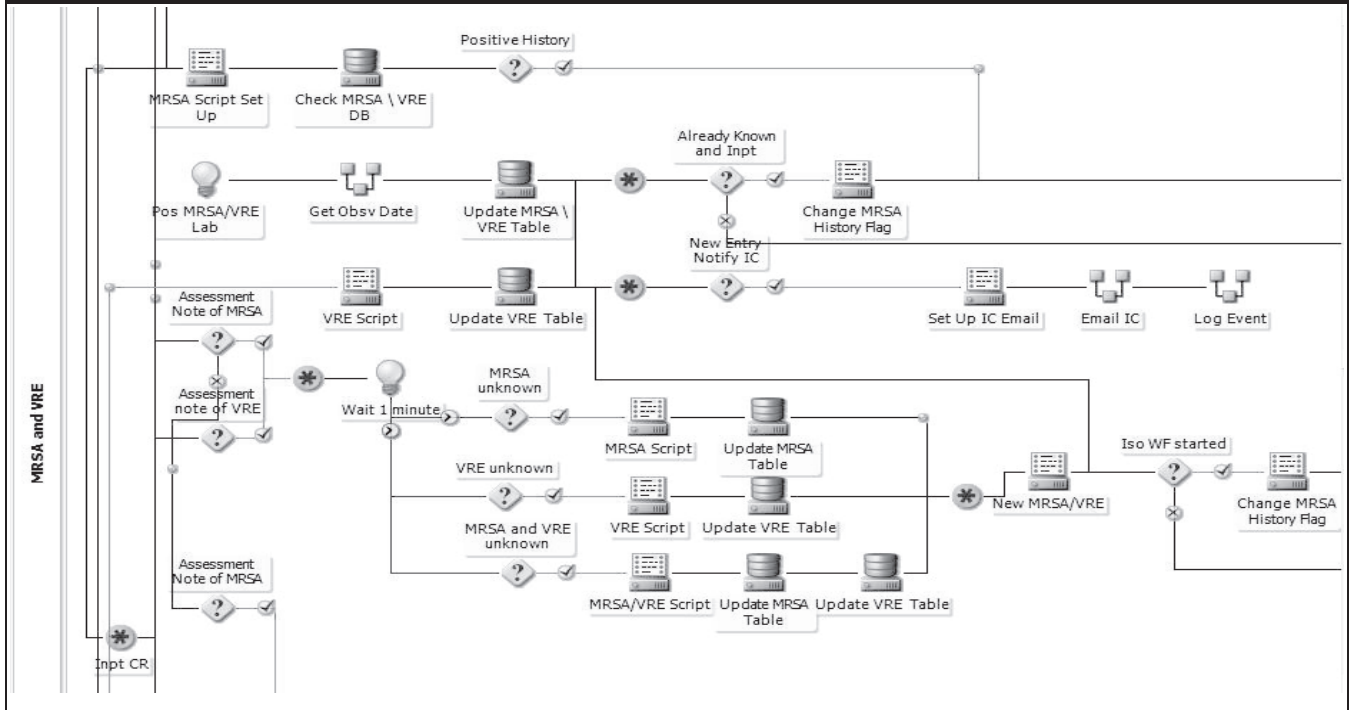 MRSA and VRE
Positive History
MRSA Script Set
Up
Check MRSA \ VRE
DB
Already Known
and Inpt
Pos MRSA/VRE
Lab
Get Obsv Date
Update MRSA \
VRE Table
Change MRSA
History Flag
New Entry
Notify IC
Assessment
Note of MRSA
VRE Script
Update VRE Table
Set Up IC Email
Email IC
Log Event
Assessment
note of VRE
Wait 1 minute
MRSA
unknown
MRSA Script
Update MRSA
Table
Iso WF started
VRE unknown
VRE Script
Update VRE Table
New MRSA/VRE
Change MRSA
History Flag
MRSA and VRE
unknown
Assessment
Note of MRSA
MRSA/VRE Script
Update MRSA
Table
Update VRE Table
Inpt CR